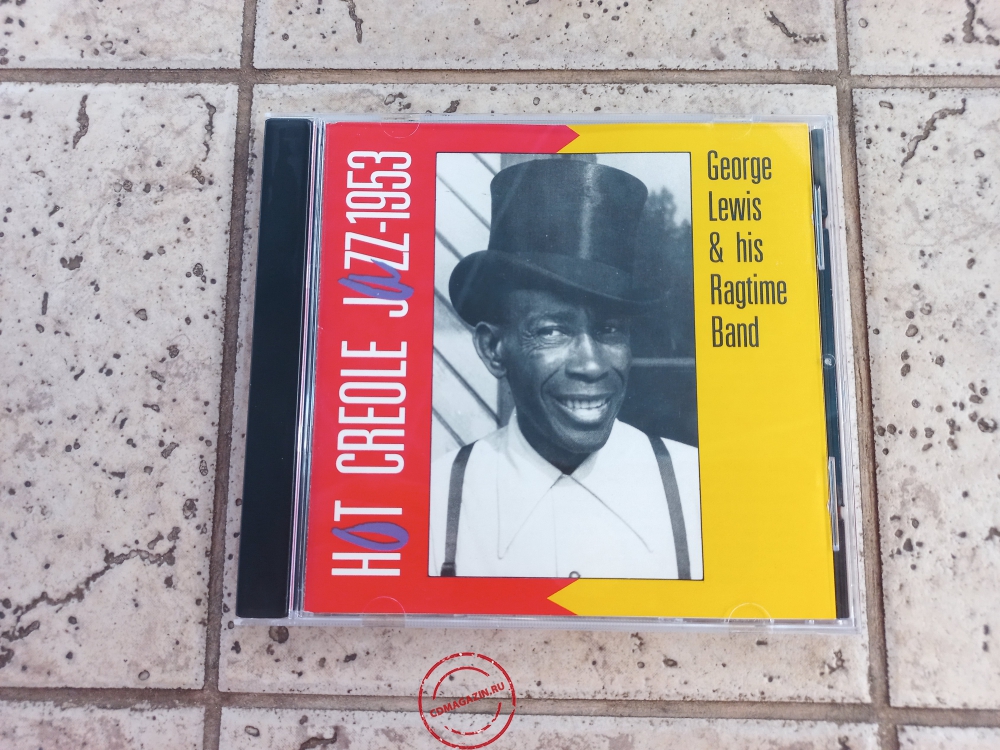 HOT CREOLE JaZZ-1953
George
Lewis
& his
Ragtime
Band
CDMAGAZIN.RU